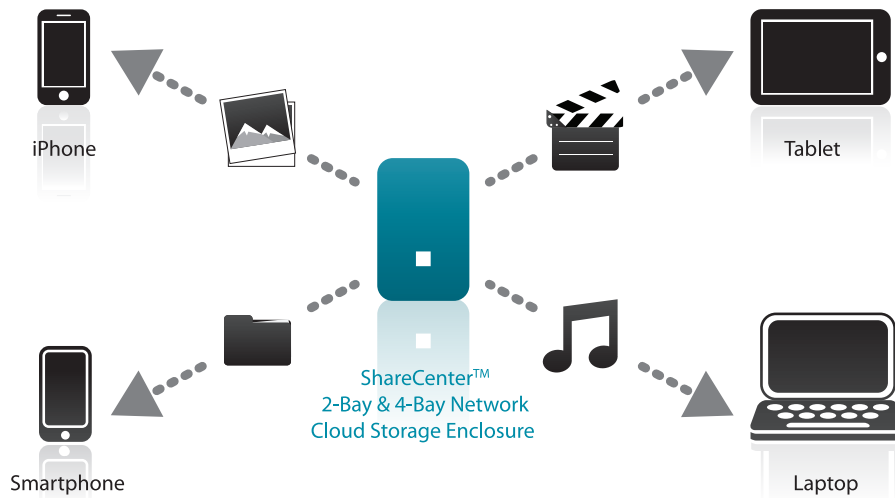 iPhone
Tablet
ShareCenter™
2-Bay & 4-Bay Network
Cloud Storage Enclosure
Smartphone
Laptop